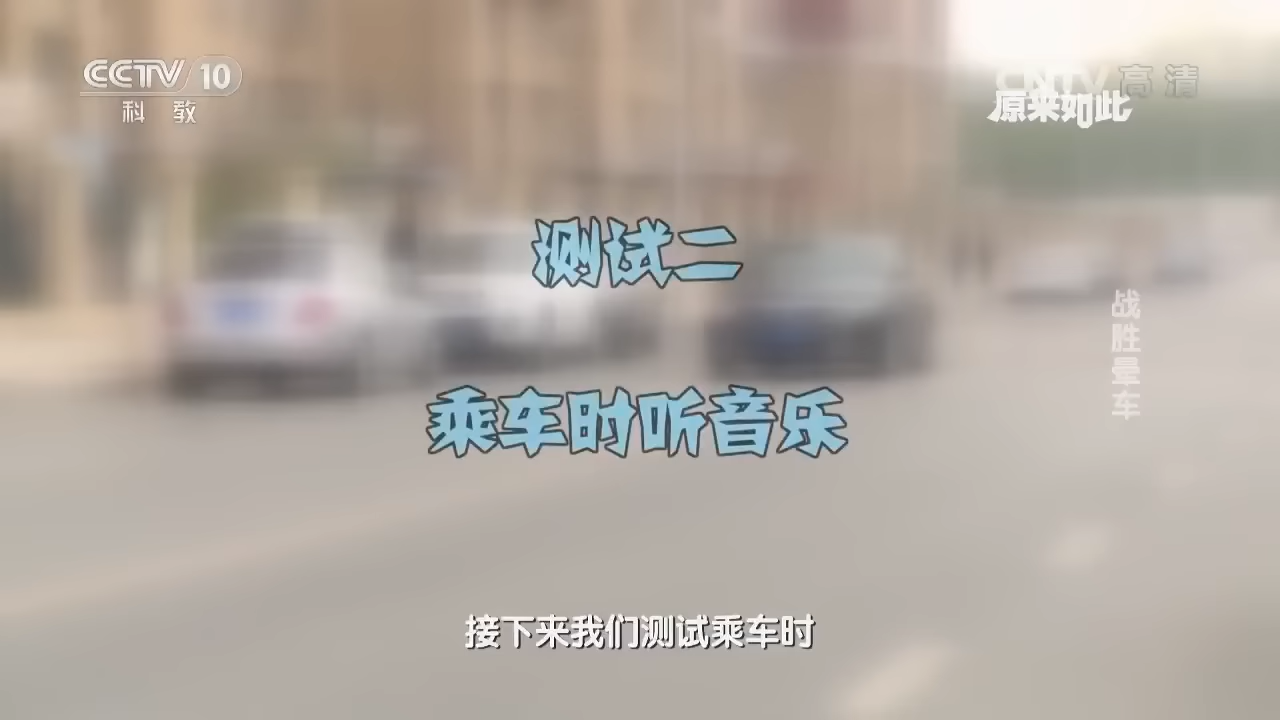 CCTV 10
科教
CNTV 高清
原来如此
测试二
战胜晕车
乘车时听音乐
接下来我们测试乘车时